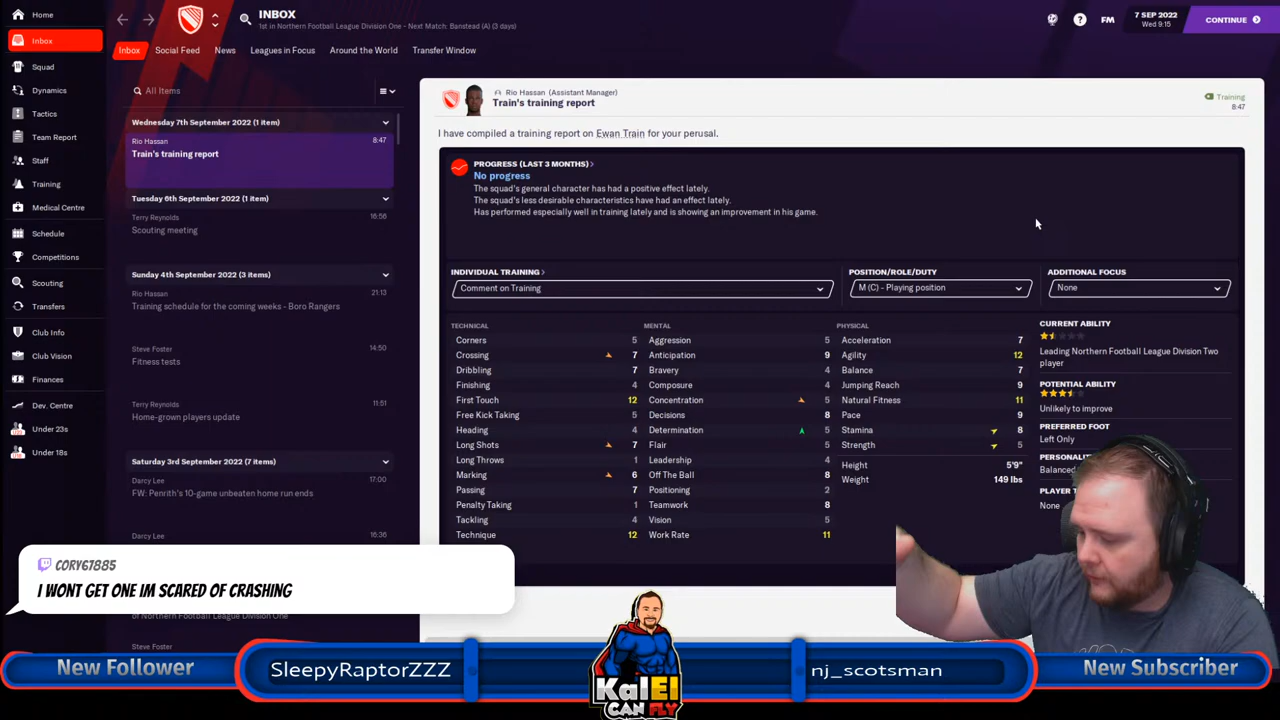 Home
Inbox
Squad
Dynamics
Tactics
Team Report
Staff
Training
Medical Centre
Schedule
Competitions
Scouting
Transfers
Club Info
Club Vision
Finances
Dev. Centre
Under 23s
Under 18s
INBOX
1st in Northern Football League Division One - Next Match: Banstead (A) (3 days)
? FM
7 SEP 2022
Wed 9:15
CONTINUE
Inbox Social Feed News Leagues in Focus Around the World Transfer Window
All Items
Wednesday 7th September 2022 (1 item)
Rio Hassan 8:47
Train's training report
Tuesday 6th September 2022 (1 item)
Terry Reynolds 16:56
Scouting meeting
Sunday 4th September 2022 (3 items)
Rio Hassan 21:13
Training schedule for the coming weeks - Boro Rangers
Steve Foster 14:50
Fitness tests
Terry Reynolds 11:51
Home-grown players update
Saturday 3rd September 2022 (7 items)
Darcy Lee 17:00
FW: Penrith's 10-game unbeaten home run ends
Darcy Lee 16:36
of Northern Football League Division One
Steve Foster
Rio Hassan (Assistant Manager)
Train's training report
Training
8:47
I have compiled a training report on Ewan Train for your perusal.
PROGRESS (LAST 3 MONTHS)
No progress
The squad's general character has had a positive effect lately.
The squad's less desirable characteristics have had an effect lately.
Has performed especially well in training lately and is showing an improvement in his game.
INDIVIDUAL TRAINING
Comment on Training
POSITION/ROLE/DUTY
M (C) - Playing position
ADDITIONAL FOCUS
None
TECHNICAL
Corners 5
Crossing 7
Dribbling 7
Finishing 4
First Touch 12
Free Kick Taking 5
Heading 4
Long Shots 7
Long Throws 1
Marking 6
Passing 7
Penalty Taking 1
Tackling 4
Technique 12
MENTAL
Aggression 5
Anticipation 9
Bravery 4
Composure 4
Concentration 5
Decisions 8
Determination 5
Flair 5
Leadership 4
Off The Ball 8
Positioning 2
Teamwork 8
Vision 5
Work Rate 11
PHYSICAL
Acceleration 7
Agility 12
Balance 7
Jumping Reach 9
Natural Fitness 11
Pace 9
Stamina 8
Strength 5
Height 5'9"
Weight 149 lbs
CURRENT ABILITY
Leading Northern Football League Division Two
player
POTENTIAL ABILITY
Unlikely to improve
PREFERRED FOOT
Left Only
Balanced
PLAYER
None
CORY67885
I WONT GET ONE IM SCARED OF CRASHING
New Follower
SleepyRaptorZZZ
KalEl
CAN FLY
nj_scotsman
New Subscriber